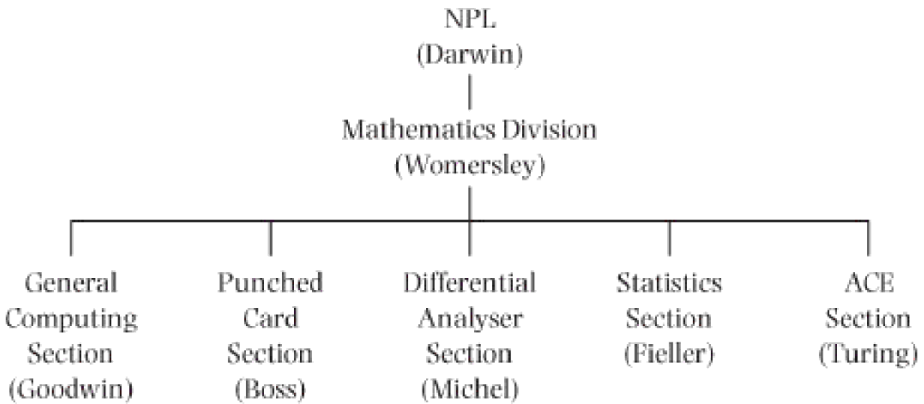 NPL
(Darwin)
Mathematics Division
(Womersley)
General
Computing
Section
(Goodwin)
Punched
Card
Section
(Boss)
Differential
Analyser
Section
(Michel)
Statistics
Section
(Fieller)
ACE
Section
(Turing)